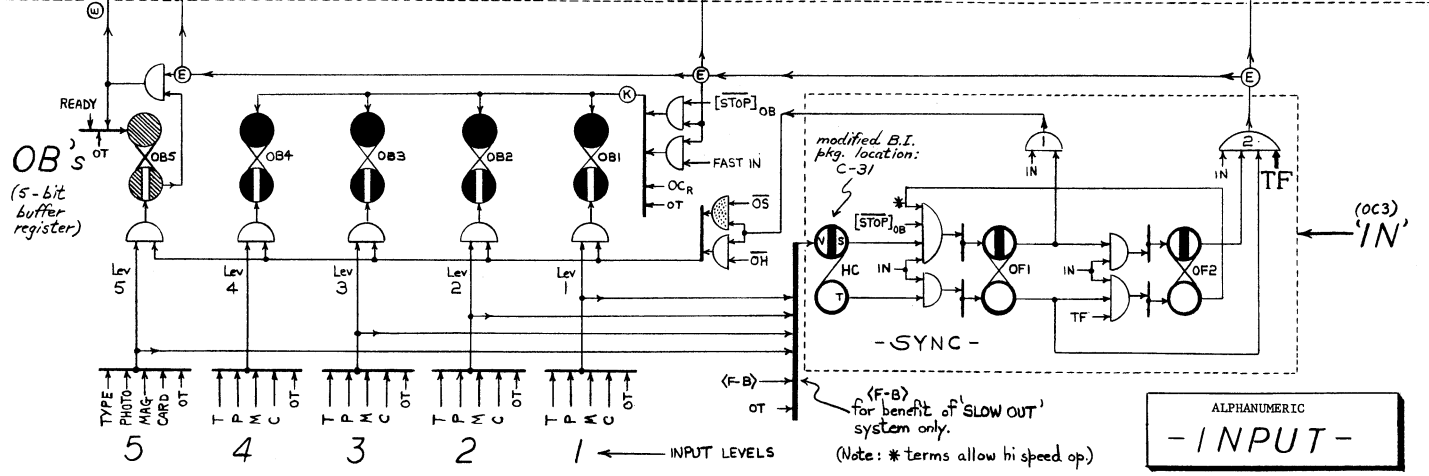 E
E
E
E
READY
OT
OB's
(5-bit
buffer
register)
OB5
OB4
OB3
OB2
OB1
K
[STOP]OB
FAST IN
OCR
OT
OS
OH
Lev
5
Lev
4
Lev
3
Lev
2
Lev
1
modified B.I.
pkg. location:
C-31
*
[STOP]OB
V S
HC
T
IN
OF1
IN
OF2
TF
1
IN
2
IN
TF
(OC3)
'IN'
- SYNC -
TYPE
PHOTO
MAG
CARD
OT
T P M C OT
T P M C OT
T P M C OT
T P M C OT
5 4 3 2 1
INPUT LEVELS
⟨F-B⟩
OT
⟨F-B⟩
for benefit of 'SLOW OUT'
system only.
(Note: * terms allow hi speed op.)
ALPHANUMERIC
- INPUT -